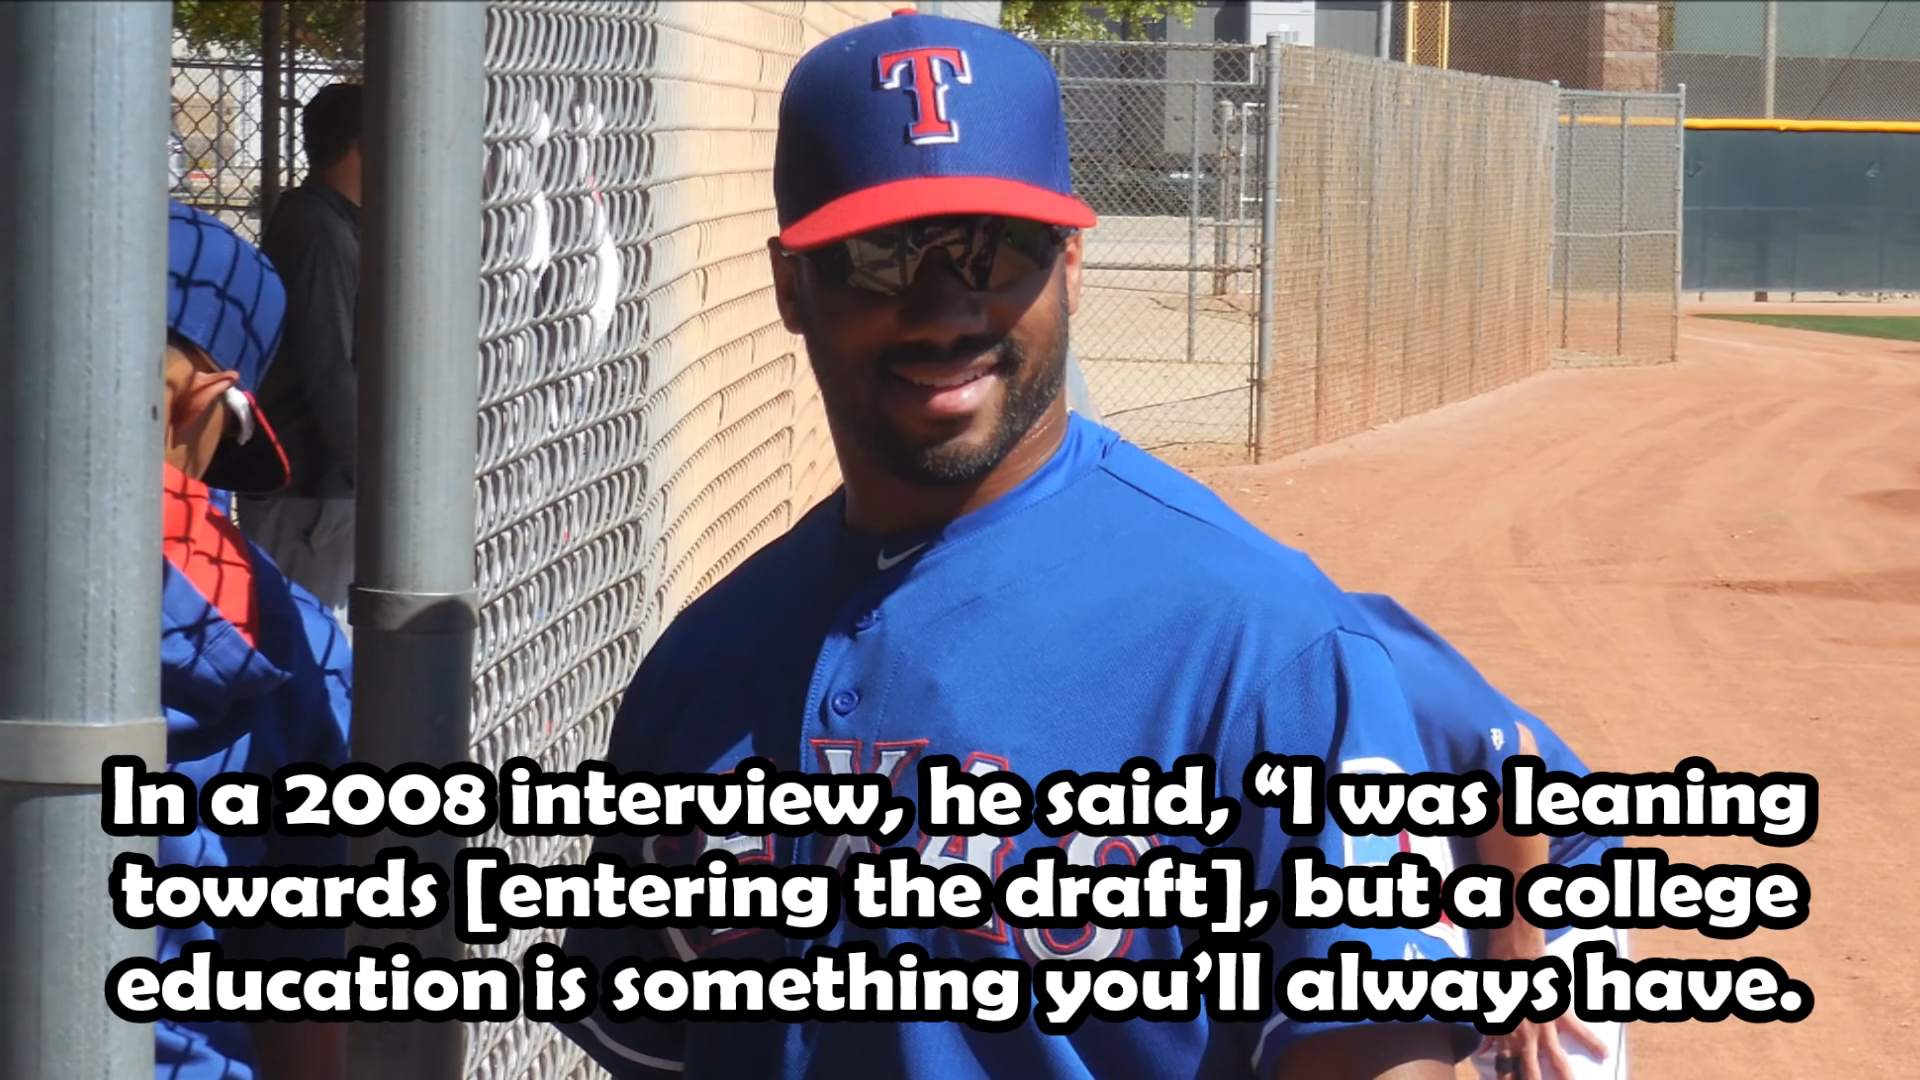 T
TEXAS
In a 2008 interview, he said, “I was leaning
towards [entering the draft], but a college
education is something you’ll always have.